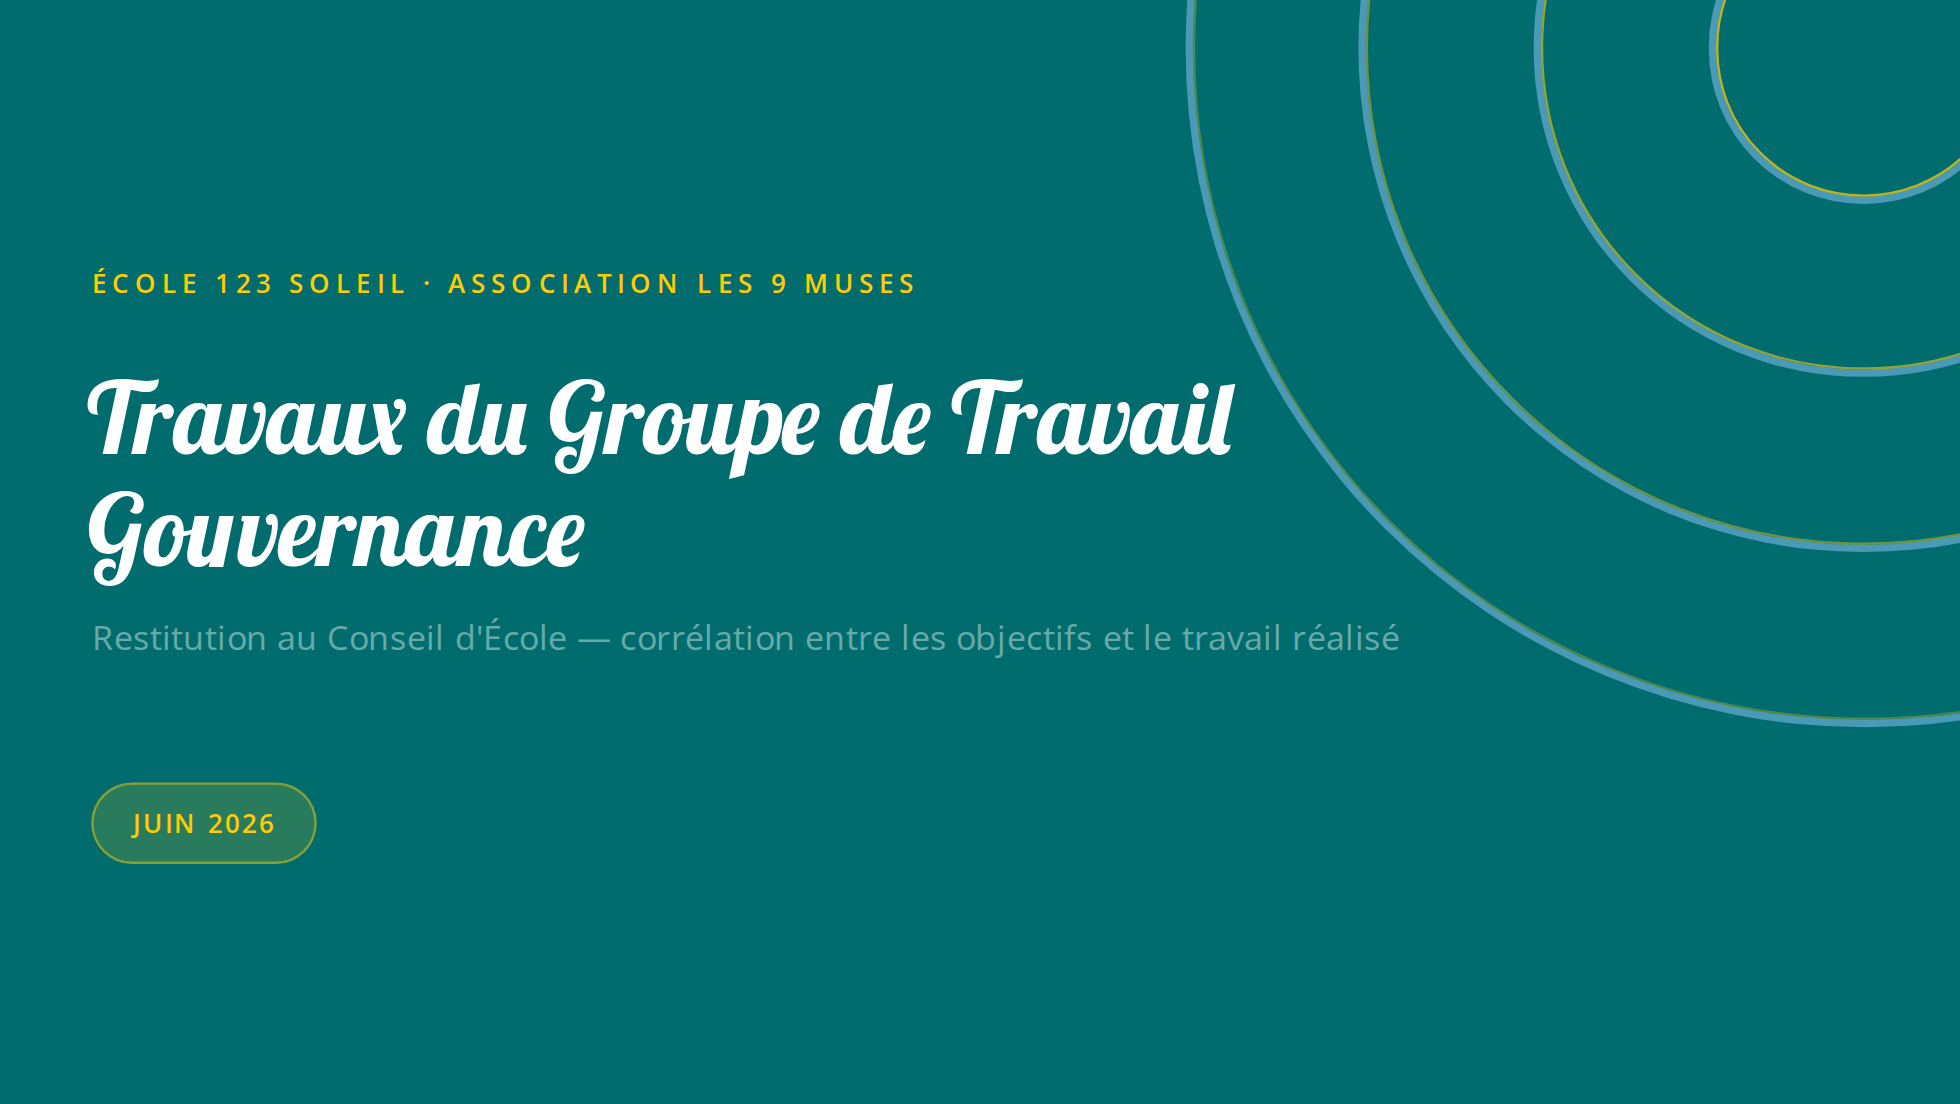 ÉCOLE 123 SOLEIL · ASSOCIATION LES 9 MUSES
Travaux du Groupe de Travail
Gouvernance
Restitution au Conseil d'École — corrélation entre les objectifs et le travail réalisé
JUIN 2026